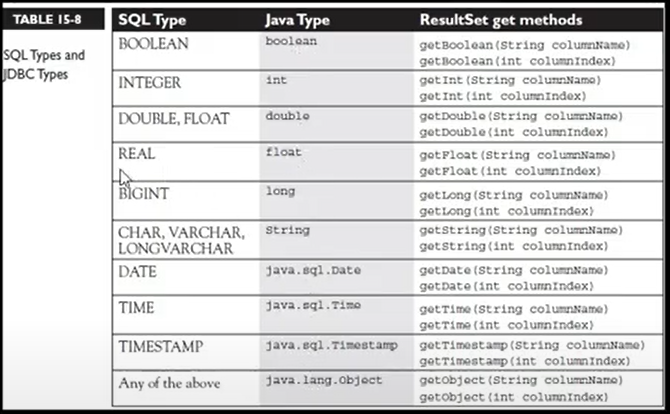 TABLE 15-8
SQL Types and
JDBC Types
SQL Type Java Type ResultSet get methods
BOOLEAN boolean getBoolean(String columnName)
getBoolean(int columnIndex)
INTEGER int getInt(String columnName)
getInt(int columnIndex)
DOUBLE, FLOAT double getDouble(String columnName)
getDouble(int columnIndex)
REAL float getFloat(String columnName)
getFloat(int columnIndex)
BIGINT long getLong(String columnName)
getLong(int columnIndex)
CHAR, VARCHAR, String getString(String columnName)
LONGVARCHAR getString(int columnIndex)
DATE java.sql.Date getDate(String columnName)
getDate(int columnIndex)
TIME java.sql.Time getTime(String columnName)
getTime(int columnIndex)
TIMESTAMP java.sql.Timestamp getTimestamp(String columnName)
getTimestamp(int columnIndex)
Any of the above java.lang.Object getObject(String columnName)
getObject(int columnIndex)